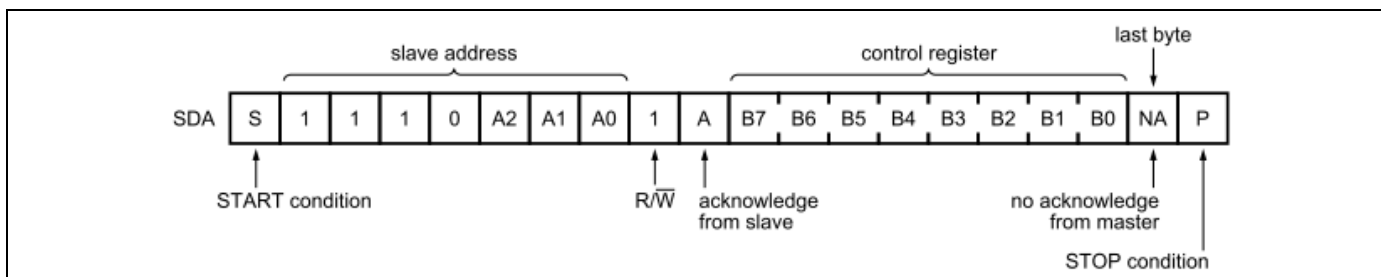 last byte
slave address control register
SDA S 1 1 1 0 A2 A1 A0 1 A B7 B6 B5 B4 B3 B2 B1 B0 NA P
START condition R/W̅ acknowledge from slave no acknowledge from master
STOP condition